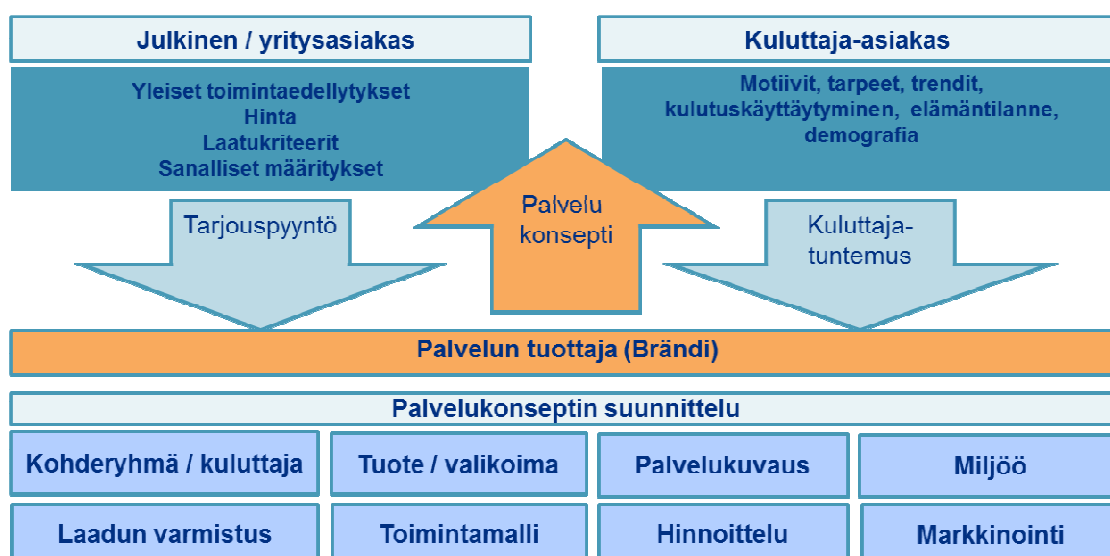 Julkinen / yritysasiakas
Yleiset toimintaedellytykset
Hinta
Laatukriteerit
Sanalliset määritykset
Kuluttaja-asiakas
Motiivit, tarpeet, trendit,
kulutuskäyttäytyminen, elämäntilanne,
demografia
Tarjouspyyntö
Palvelu
konsepti
Kuluttaja-
tuntemus
Palvelun tuottaja (Brändi)
Palvelukonseptin suunnittelu
Kohderyhmä / kuluttaja
Tuote / valikoima
Palvelukuvaus
Miljöö
Laadun varmistus
Toimintamalli
Hinnoittelu
Markkinointi